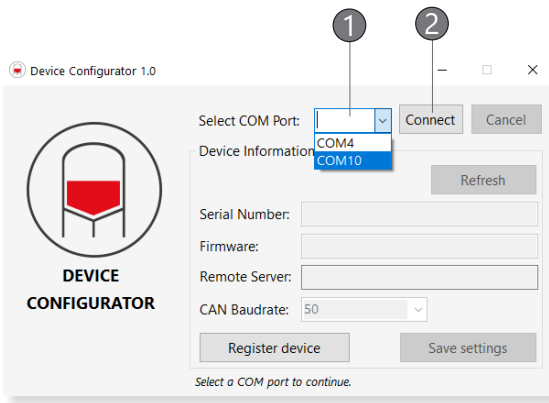 1 2
Device Configurator 1.0
Select COM Port: Connect Cancel
COM4
Device Information
COM10
Refresh
Serial Number:
Firmware:
DEVICE
Remote Server:
CONFIGURATOR
CAN Baudrate: 50
Register device Save settings
Select a COM port to continue.